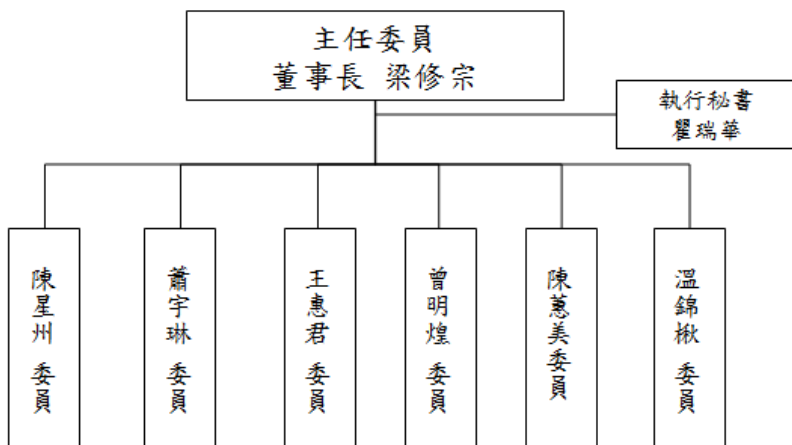 主任委員
董事長 梁修宗
執行秘書
瞿瑞華
陳星州 委員
蕭宇琳 委員
王惠君 委員
曾明煌 委員
陳蕙美委員
溫錦楸 委員